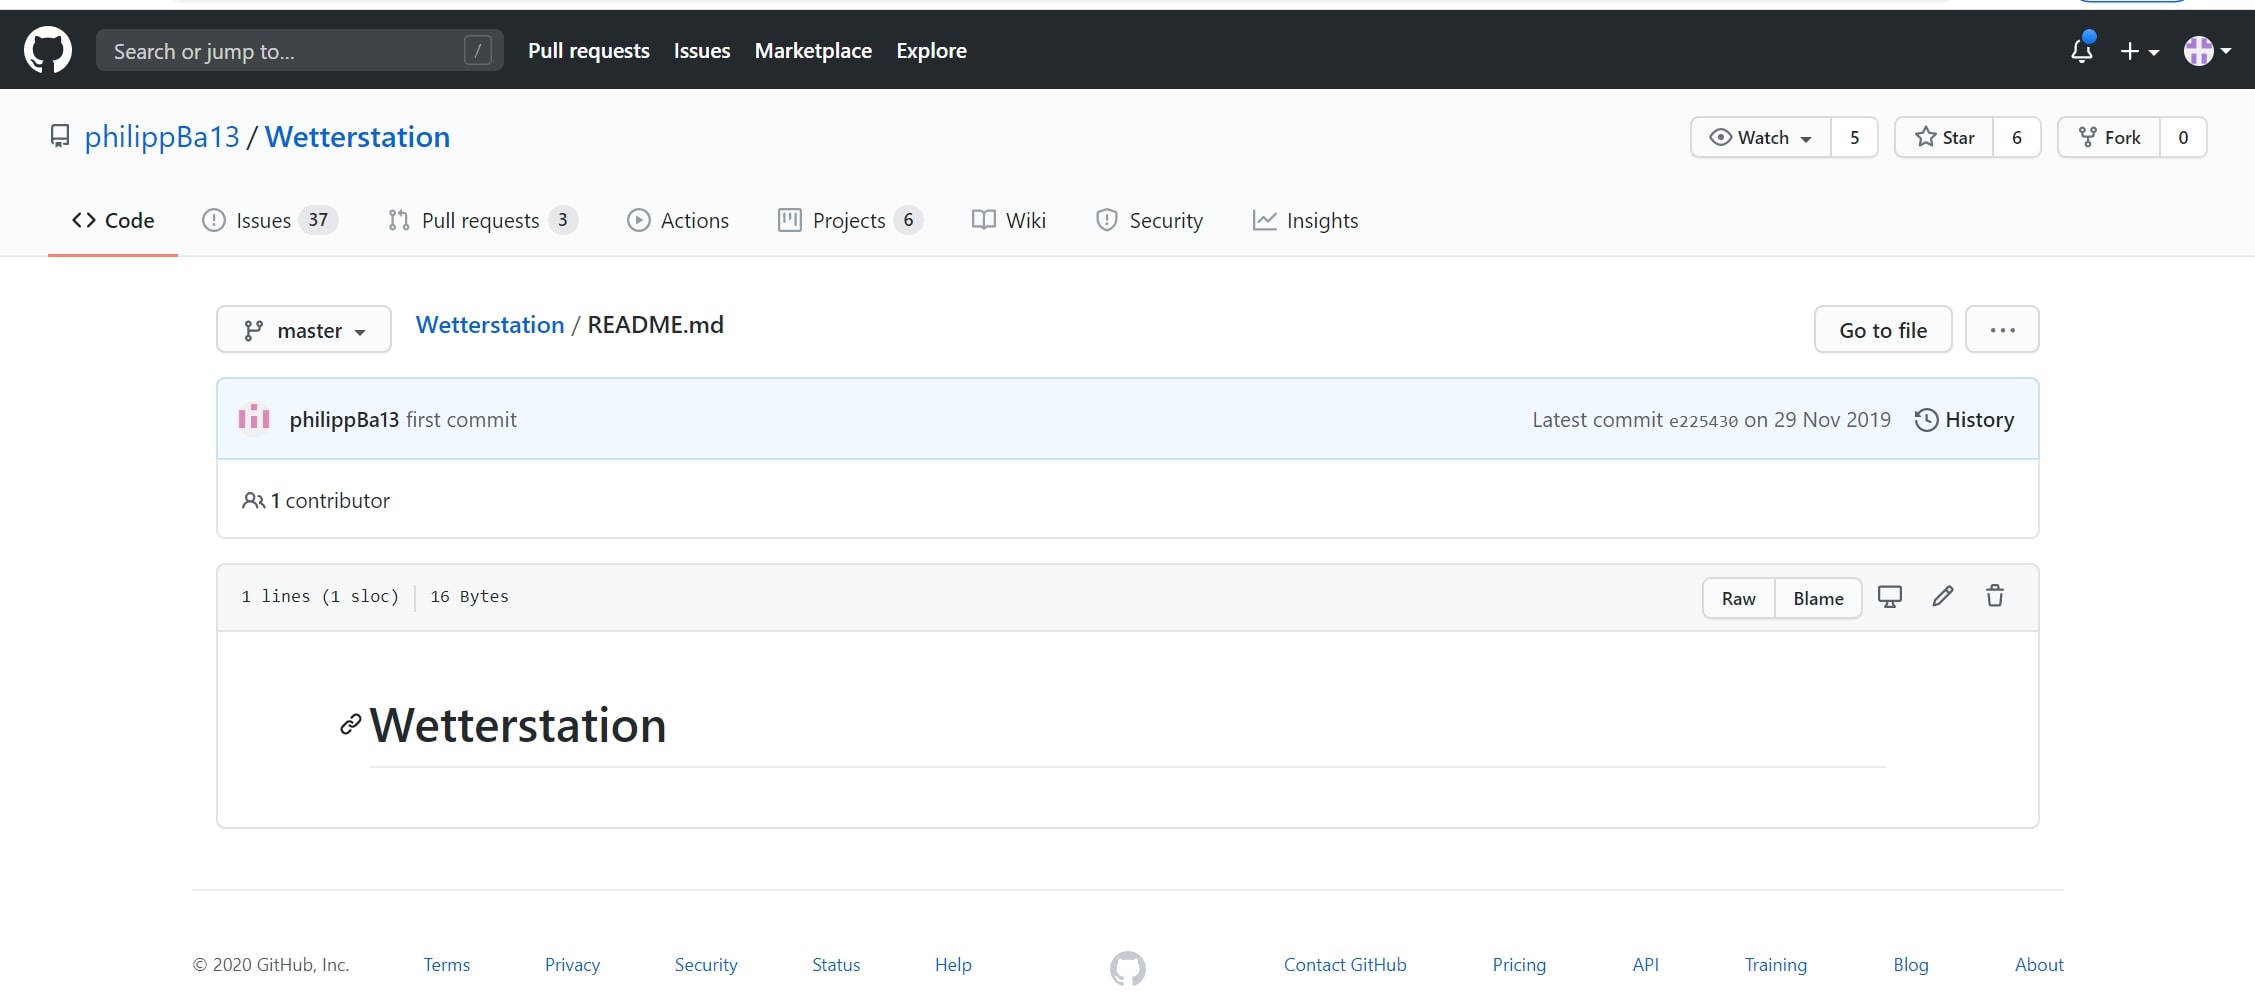 Search or jump to... / Pull requests Issues Marketplace Explore
philippBa13 / Wetterstation Watch 5 Star 6 Fork 0
Code Issues 37 Pull requests 3 Actions Projects 6 Wiki Security Insights
master Wetterstation / README.md Go to file ...
philippBa13 first commit Latest commit e225430 on 29 Nov 2019 History
1 contributor
1 lines (1 sloc) 16 Bytes Raw Blame
Wetterstation
© 2020 GitHub, Inc. Terms Privacy Security Status Help Contact GitHub Pricing API Training Blog About